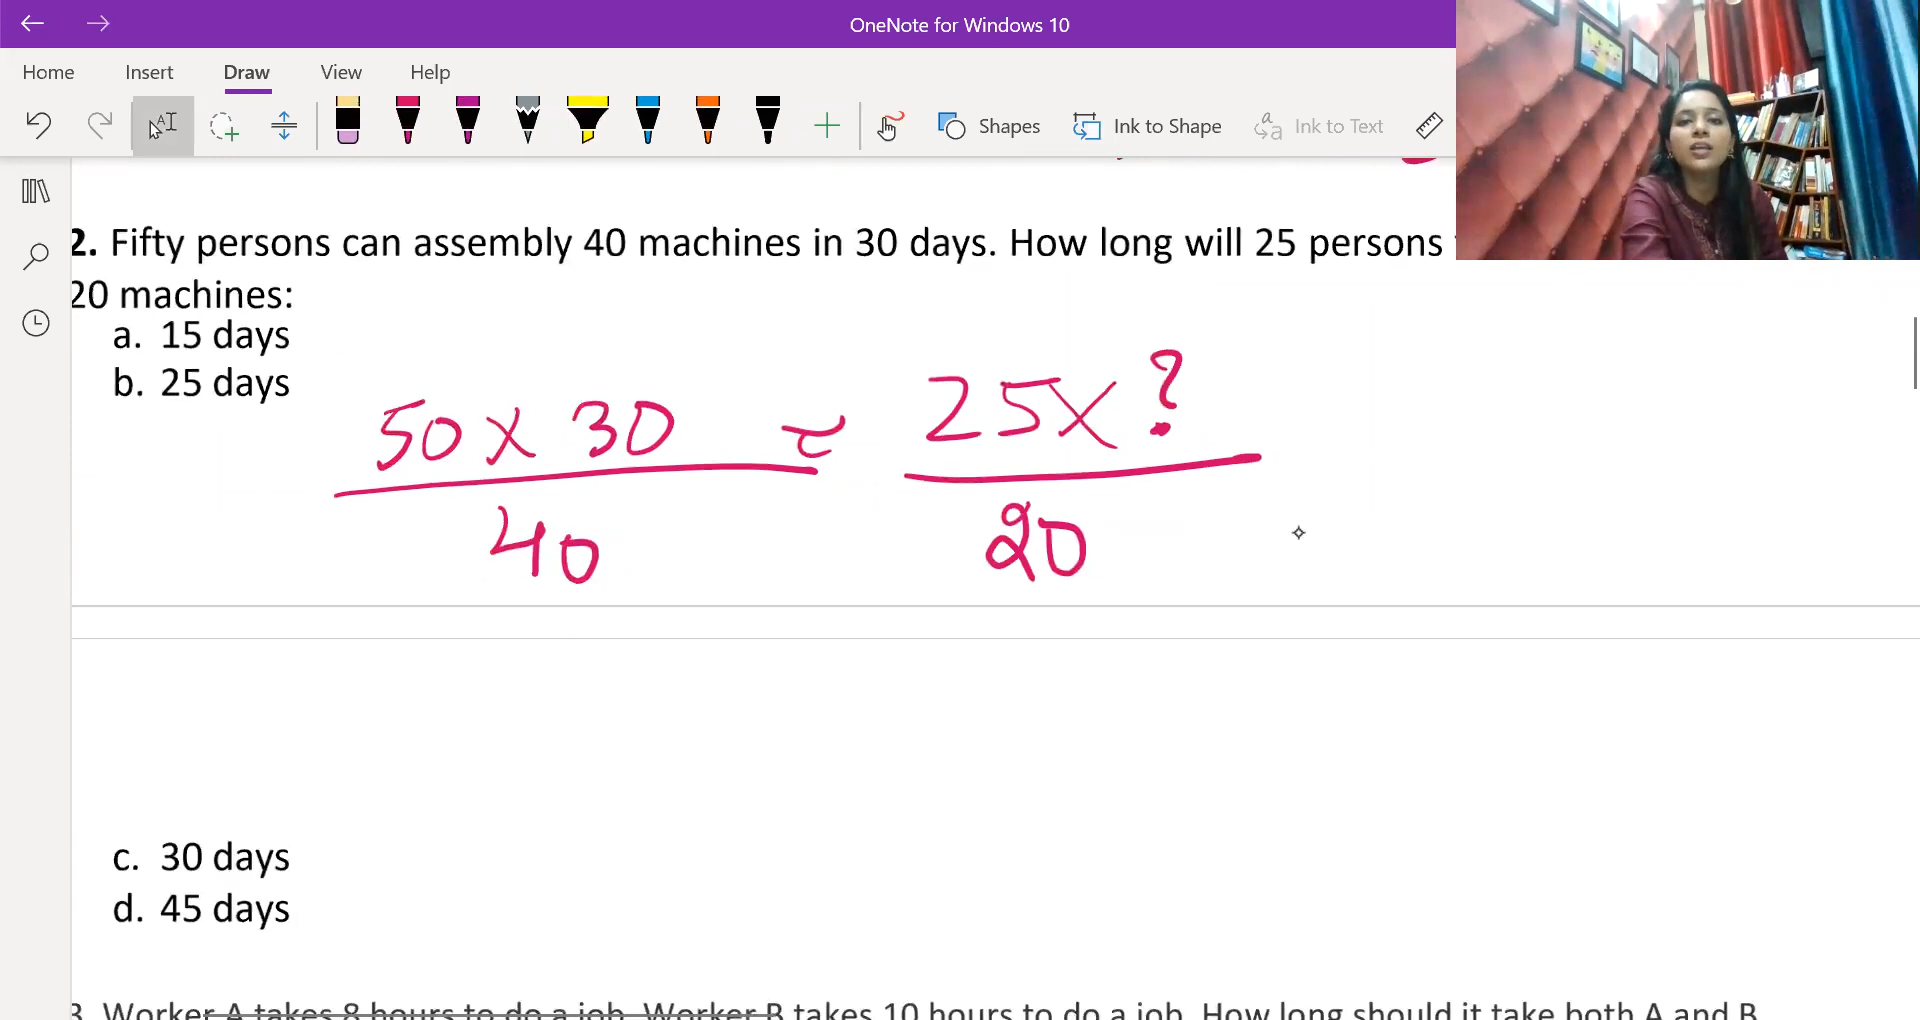 OneNote for Windows 10
Home Insert Draw View Help
Shapes Ink to Shape Ink to Text
2. Fifty persons can assembly 40 machines in 30 days. How long will 25 persons
20 machines:
a. 15 days
b. 25 days
50 x 30 = 25 x ?
40 20
c. 30 days
d. 45 days
3. Worker A takes 8 hours to do a job. Worker B takes 10 hours to do a job. How long should it take both A and B